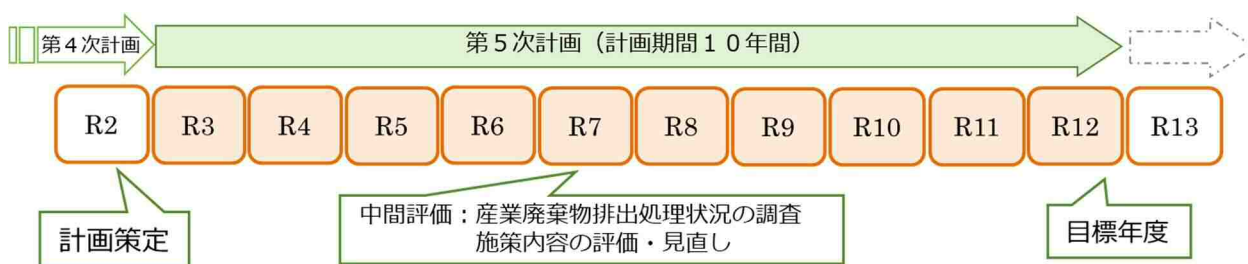 第４次計画
第５次計画（計画期間１０年間）
R2 R3 R4 R5 R6 R7 R8 R9 R10 R11 R12 R13
計画策定
中間評価：産業廃棄物排出処理状況の調査
施策内容の評価・見直し
目標年度